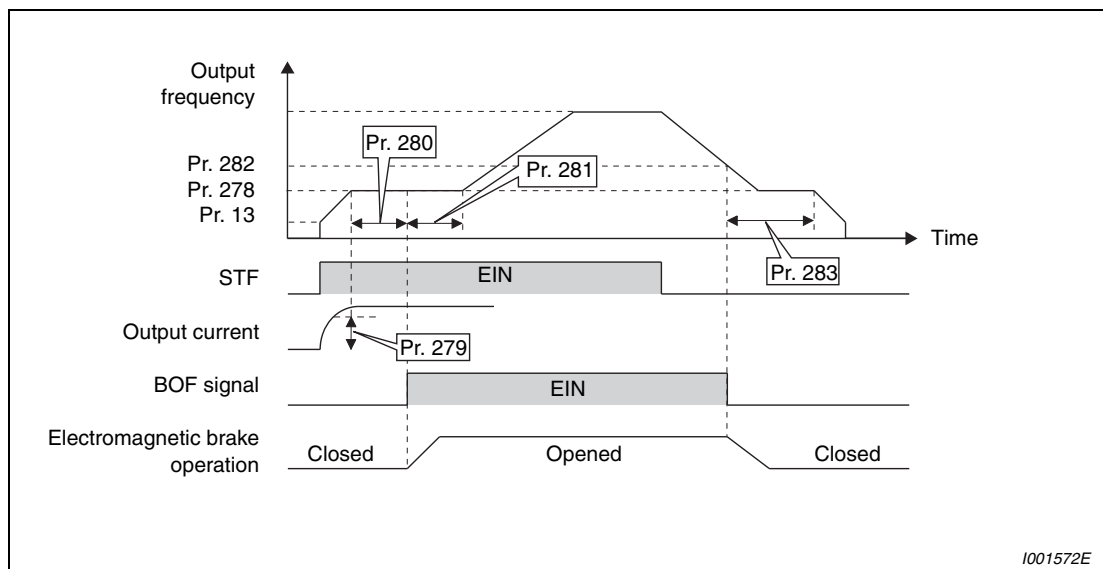 Output
frequency
Pr. 280
Pr. 282
Pr. 281
Pr. 278
Pr. 13
Time
Pr. 283
STF
EIN
Output current
Pr. 279
BOF signal
EIN
Electromagnetic brake
operation
Closed
Opened
Closed
I001572E